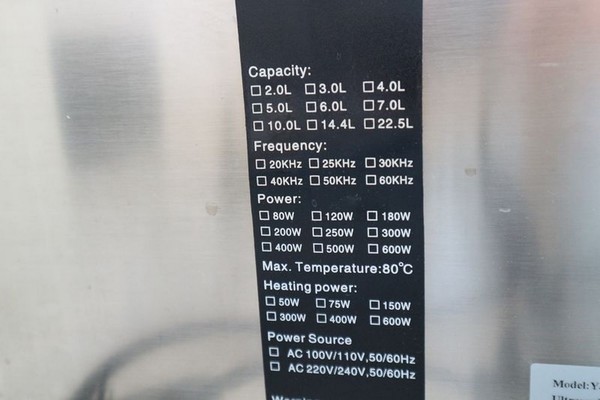 Capacity:
☐ 2.0L ☐ 3.0L ☐ 4.0L
☐ 5.0L ☐ 6.0L ☐ 7.0L
☐ 10.0L ☐ 14.4L ☐ 22.5L
Frequency:
☐ 20KHz ☐ 25KHz ☐ 30KHz
☐ 40KHz ☐ 50KHz ☐ 60KHz
Power:
☐ 80W ☐ 120W ☐ 180W
☐ 200W ☐ 250W ☐ 300W
☐ 400W ☐ 500W ☐ 600W
Max. Temperature:80°C
Heating power:
☐ 50W ☐ 75W ☐ 150W
☐ 300W ☐ 400W ☐ 600W
Power Source
☐ AC 100V/110V,50/60Hz
☐ AC 220V/240V,50/60Hz
Model: